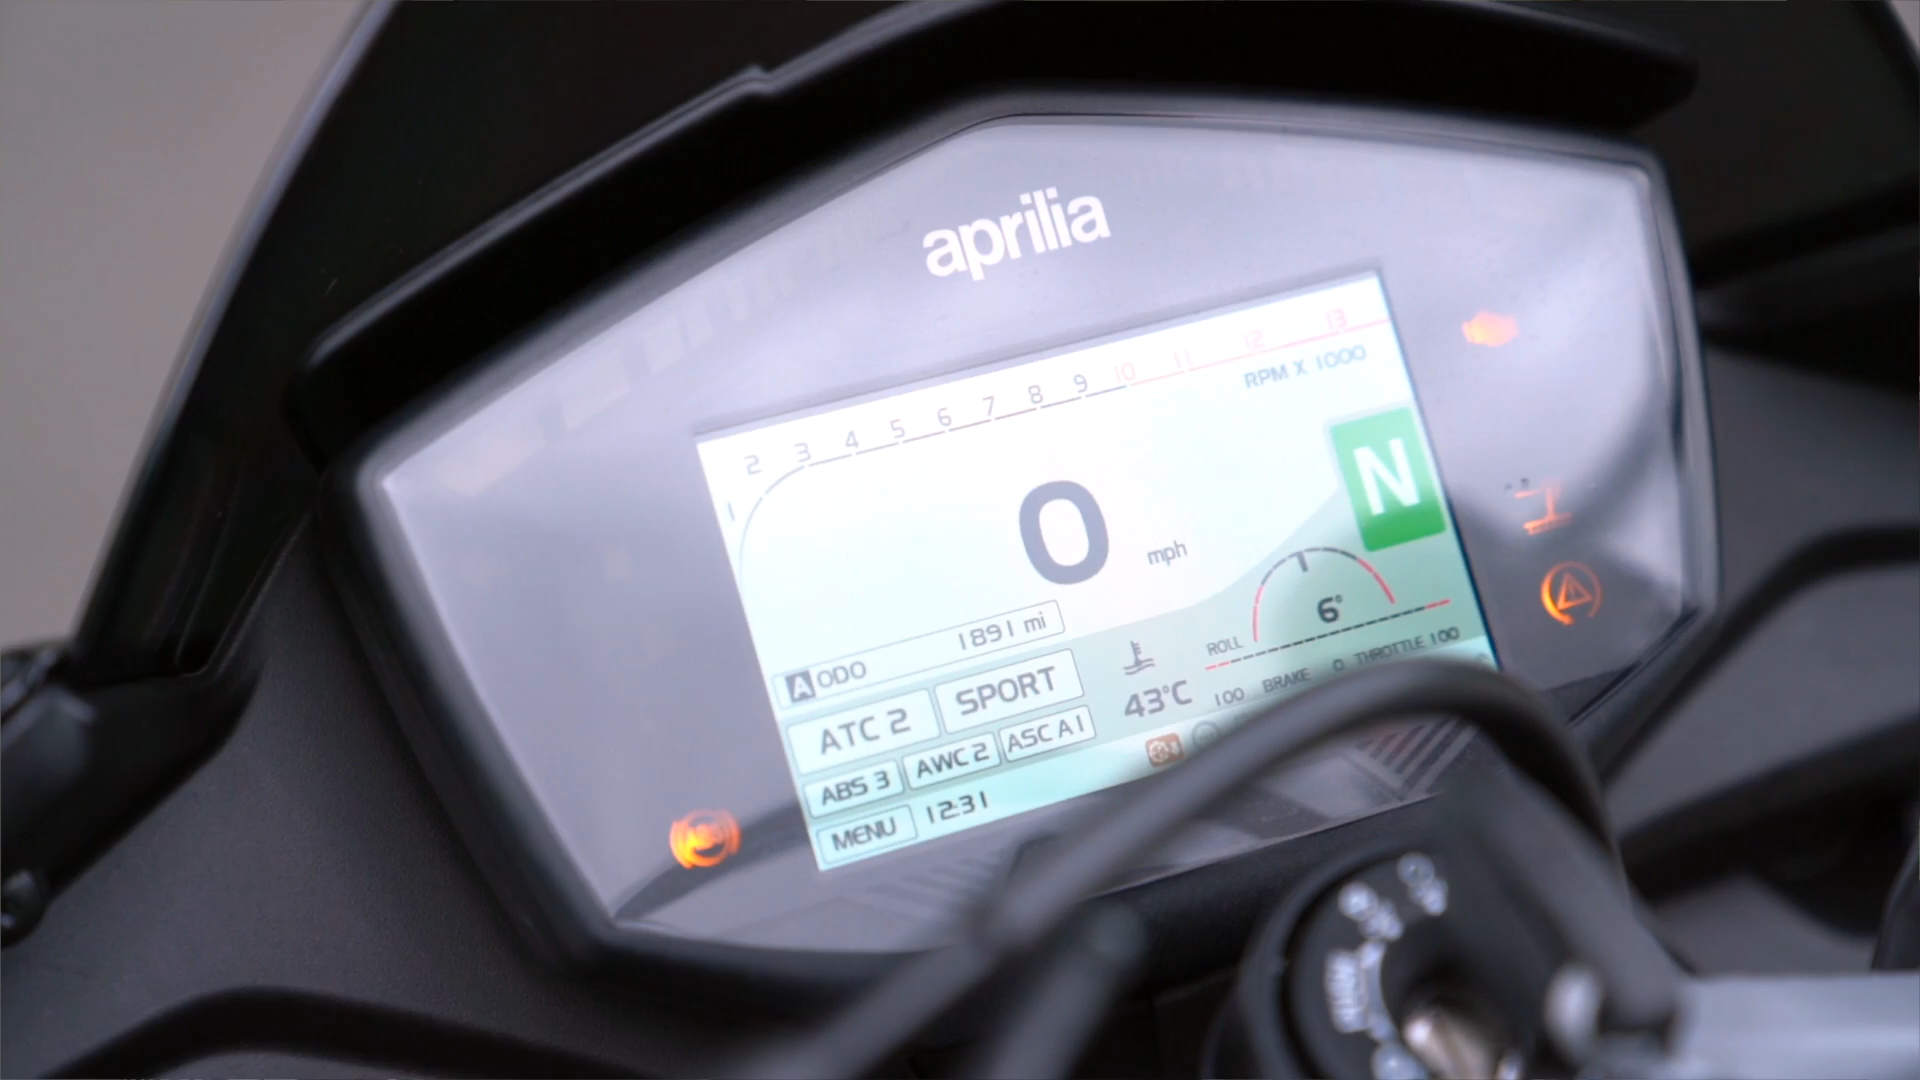 aprilia
1 2 3 4 5 6 7 8 9 10 11 12 13
RPM X 1000
N
0 mph
6°
A ODO 1891 mi
ROLL
ATC 2 SPORT
43°C
100 BRAKE 0 THROTTLE 100
ABS 3 AWC 2 ASC A1
MENU 12:31
ABS